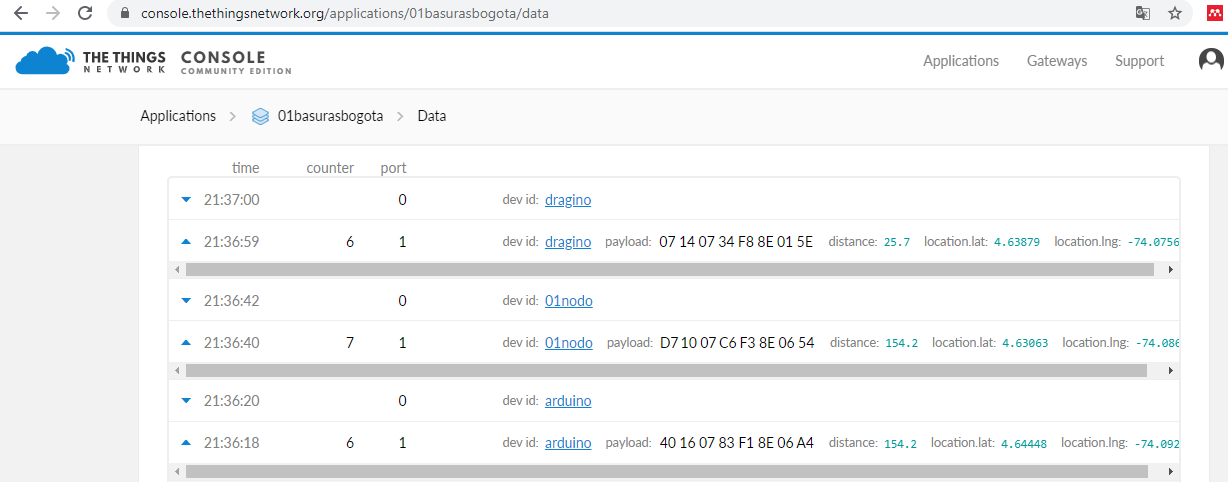 console.thethingsnetwork.org/applications/01basurasbogota/data
THE THINGS NETWORK CONSOLE COMMUNITY EDITION Applications Gateways Support
Applications 01basurasbogota Data
time counter port
21:37:00 0 dev id: dragino
21:36:59 6 1 dev id: dragino payload: 07 14 07 34 F8 8E 01 5E distance: 25.7 location.lat: 4.63879 location.lng: -74.0756
21:36:42 0 dev id: 01nodo
21:36:40 7 1 dev id: 01nodo payload: D7 10 07 C6 F3 8E 06 54 distance: 154.2 location.lat: 4.63063 location.lng: -74.086
21:36:20 0 dev id: arduino
21:36:18 6 1 dev id: arduino payload: 40 16 07 83 F1 8E 06 A4 distance: 154.2 location.lat: 4.64448 location.lng: -74.092